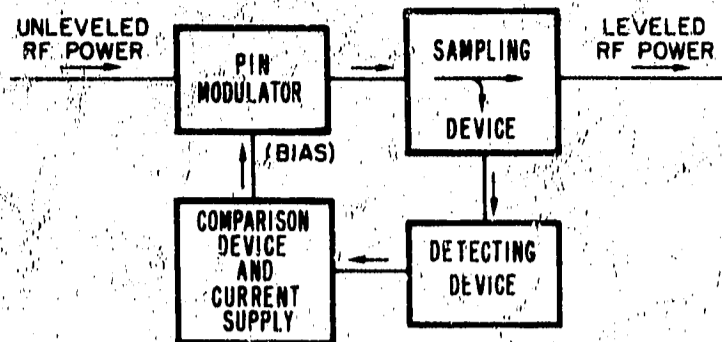 UNLEVELED
RF POWER
PIN
MODULATOR
SAMPLING
DEVICE
LEVELED
RF POWER
(BIAS)
COMPARISON
DEVICE
AND
CURRENT
SUPPLY
DETECTING
DEVICE